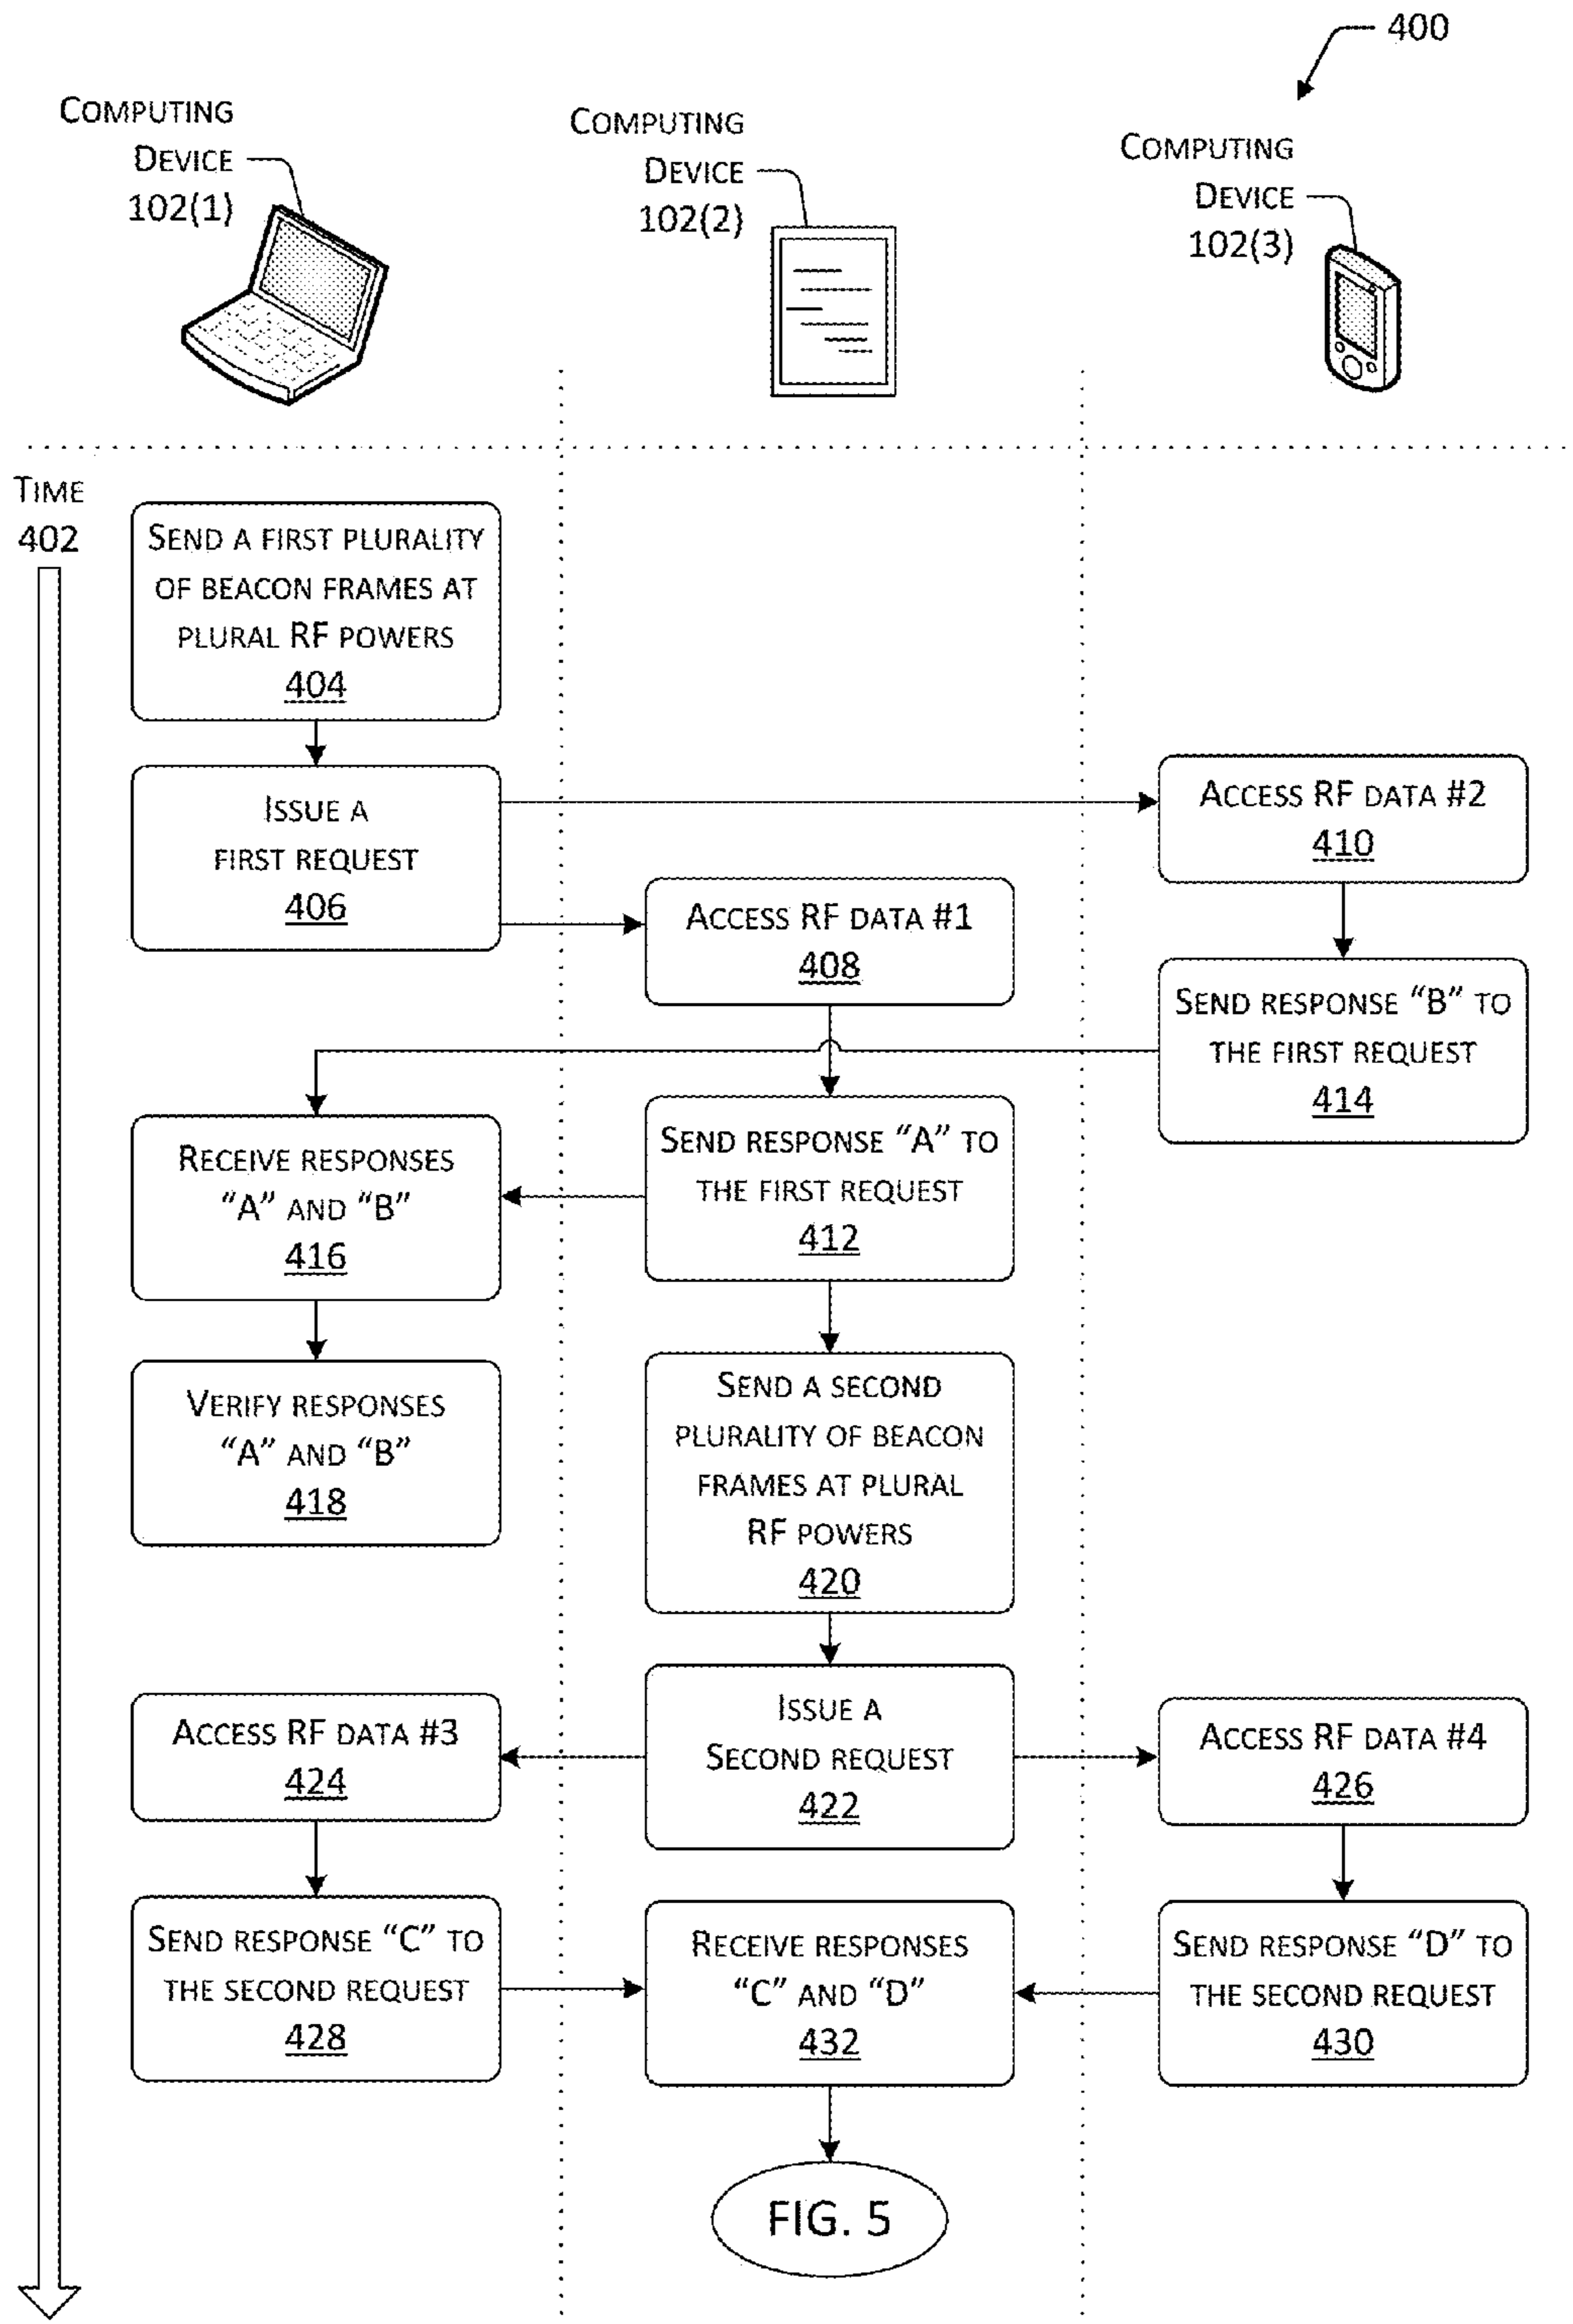 400
COMPUTING
DEVICE
102(1)
COMPUTING
DEVICE
102(2)
COMPUTING
DEVICE
102(3)
TIME
402
SEND A FIRST PLURALITY
OF BEACON FRAMES AT
PLURAL RF POWERS
404
ISSUE A
FIRST REQUEST
406
ACCESS RF DATA #2
410
ACCESS RF DATA #1
408
SEND RESPONSE “B” TO
THE FIRST REQUEST
414
RECEIVE RESPONSES
“A” AND “B”
416
SEND RESPONSE “A” TO
THE FIRST REQUEST
412
VERIFY RESPONSES
“A” AND “B”
418
SEND A SECOND
PLURALITY OF BEACON
FRAMES AT PLURAL
RF POWERS
420
ISSUE A
SECOND REQUEST
422
ACCESS RF DATA #3
424
ACCESS RF DATA #4
426
SEND RESPONSE “C” TO
THE SECOND REQUEST
428
RECEIVE RESPONSES
“C” AND “D”
432
SEND RESPONSE “D” TO
THE SECOND REQUEST
430
FIG. 5